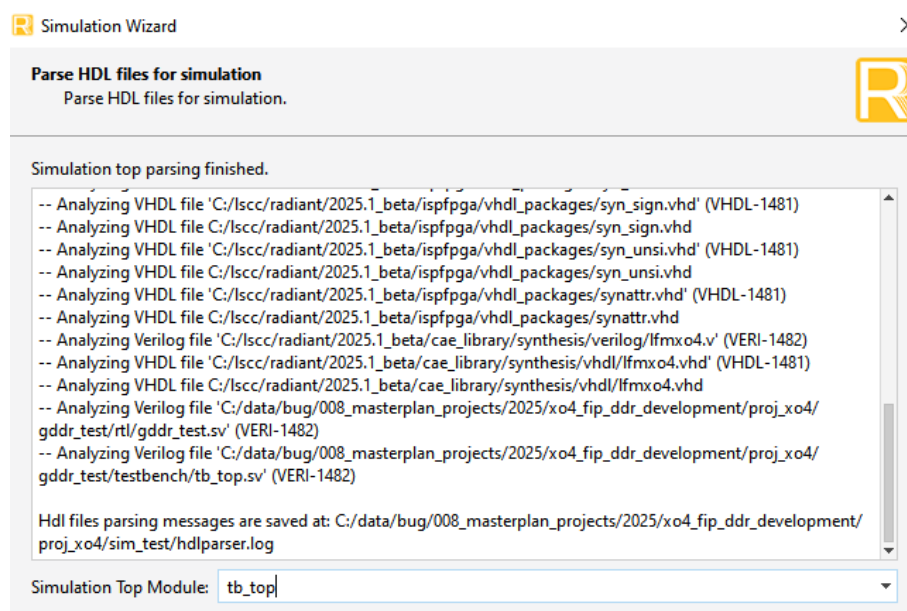 Simulation Wizard
Parse HDL files for simulation
Parse HDL files for simulation.
Simulation top parsing finished.
-- Analyzing VHDL file 'C:/lscc/radiant/2025.1_beta/ispfpga/vhdl_packages/syn_sign.vhd' (VHDL-1481)
-- Analyzing VHDL file C:/lscc/radiant/2025.1_beta/ispfpga/vhdl_packages/syn_sign.vhd
-- Analyzing VHDL file 'C:/lscc/radiant/2025.1_beta/ispfpga/vhdl_packages/syn_unsi.vhd' (VHDL-1481)
-- Analyzing VHDL file C:/lscc/radiant/2025.1_beta/ispfpga/vhdl_packages/syn_unsi.vhd
-- Analyzing VHDL file 'C:/lscc/radiant/2025.1_beta/ispfpga/vhdl_packages/synattr.vhd' (VHDL-1481)
-- Analyzing VHDL file C:/lscc/radiant/2025.1_beta/ispfpga/vhdl_packages/synattr.vhd
-- Analyzing Verilog file 'C:/lscc/radiant/2025.1_beta/cae_library/synthesis/verilog/lfmxo4.v' (VERI-1482)
-- Analyzing VHDL file 'C:/lscc/radiant/2025.1_beta/cae_library/synthesis/vhdl/lfmxo4.vhd' (VHDL-1481)
-- Analyzing VHDL file C:/lscc/radiant/2025.1_beta/cae_library/synthesis/vhdl/lfmxo4.vhd
-- Analyzing Verilog file 'C:/data/bug/008_masterplan_projects/2025/xo4_fip_ddr_development/proj_xo4/
gddr_test/rtl/gddr_test.sv' (VERI-1482)
-- Analyzing Verilog file 'C:/data/bug/008_masterplan_projects/2025/xo4_fip_ddr_development/proj_xo4/
gddr_test/testbench/tb_top.sv' (VERI-1482)
Hdl files parsing messages are saved at: C:/data/bug/008_masterplan_projects/2025/xo4_fip_ddr_development/
proj_xo4/sim_test/hdlparser.log
Simulation Top Module: tb_top